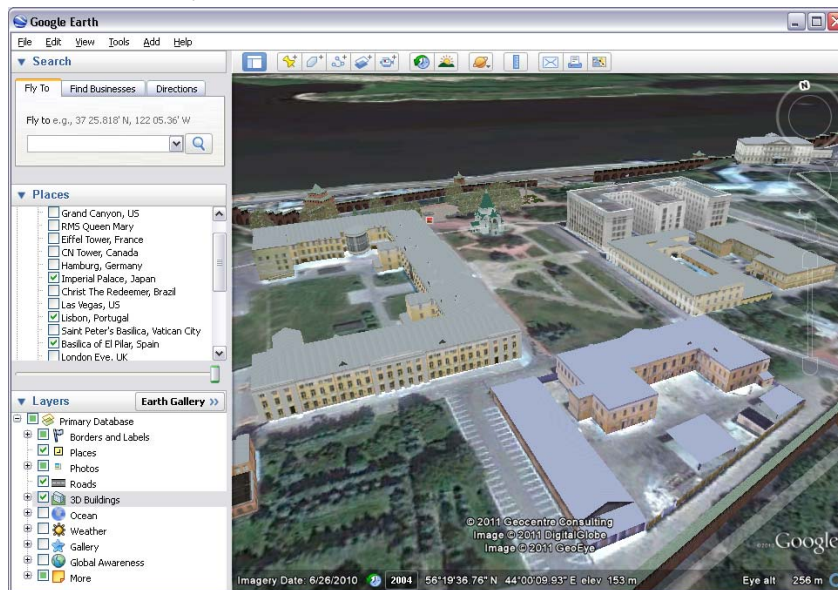 Google Earth
File Edit View Tools Add Help
Search
Fly To Find Businesses Directions
Fly to e.g., 37 25.818' N, 122 05.36' W
Places
Grand Canyon, US
RMS Queen Mary
Eiffel Tower, France
CN Tower, Canada
Hamburg, Germany
Imperial Palace, Japan
Christ The Redeemer, Brazil
Las Vegas, US
Lisbon, Portugal
Saint Peter's Basilica, Vatican City
Basilica of El Pilar, Spain
London Eye, UK
Layers Earth Gallery >>
Primary Database
Borders and Labels
Places
Photos
Roads
3D Buildings
Ocean
Weather
Gallery
Global Awareness
More
N
© 2011 Geocentre Consulting
Image © 2011 DigitalGlobe
Image © 2011 GeoEye
©2011 Google
Imagery Date: 6/26/2010 2004 56°19'36.76" N 44°00'09.93" E elev 153 m Eye alt 256 m